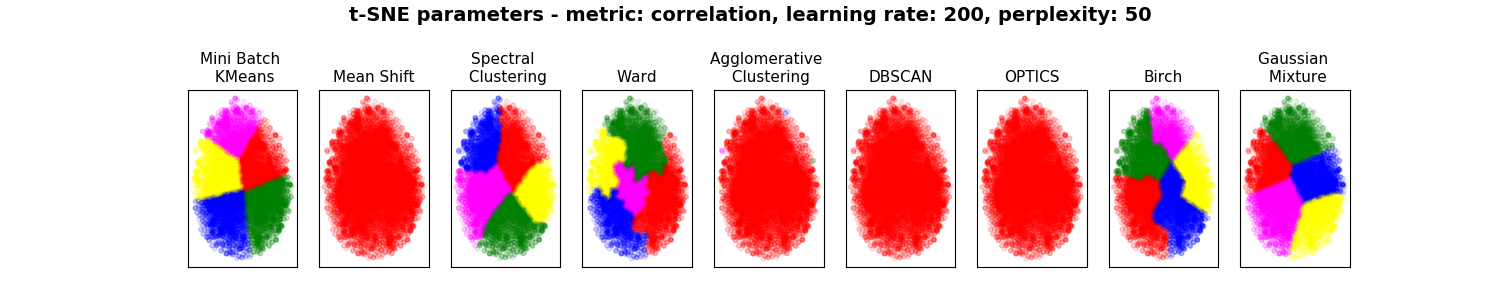 t-SNE parameters - metric: correlation, learning rate: 200, perplexity: 50
Mini Batch
KMeans
Mean Shift
Spectral
Clustering
Ward
Agglomerative
Clustering
DBSCAN
OPTICS
Birch
Gaussian
Mixture